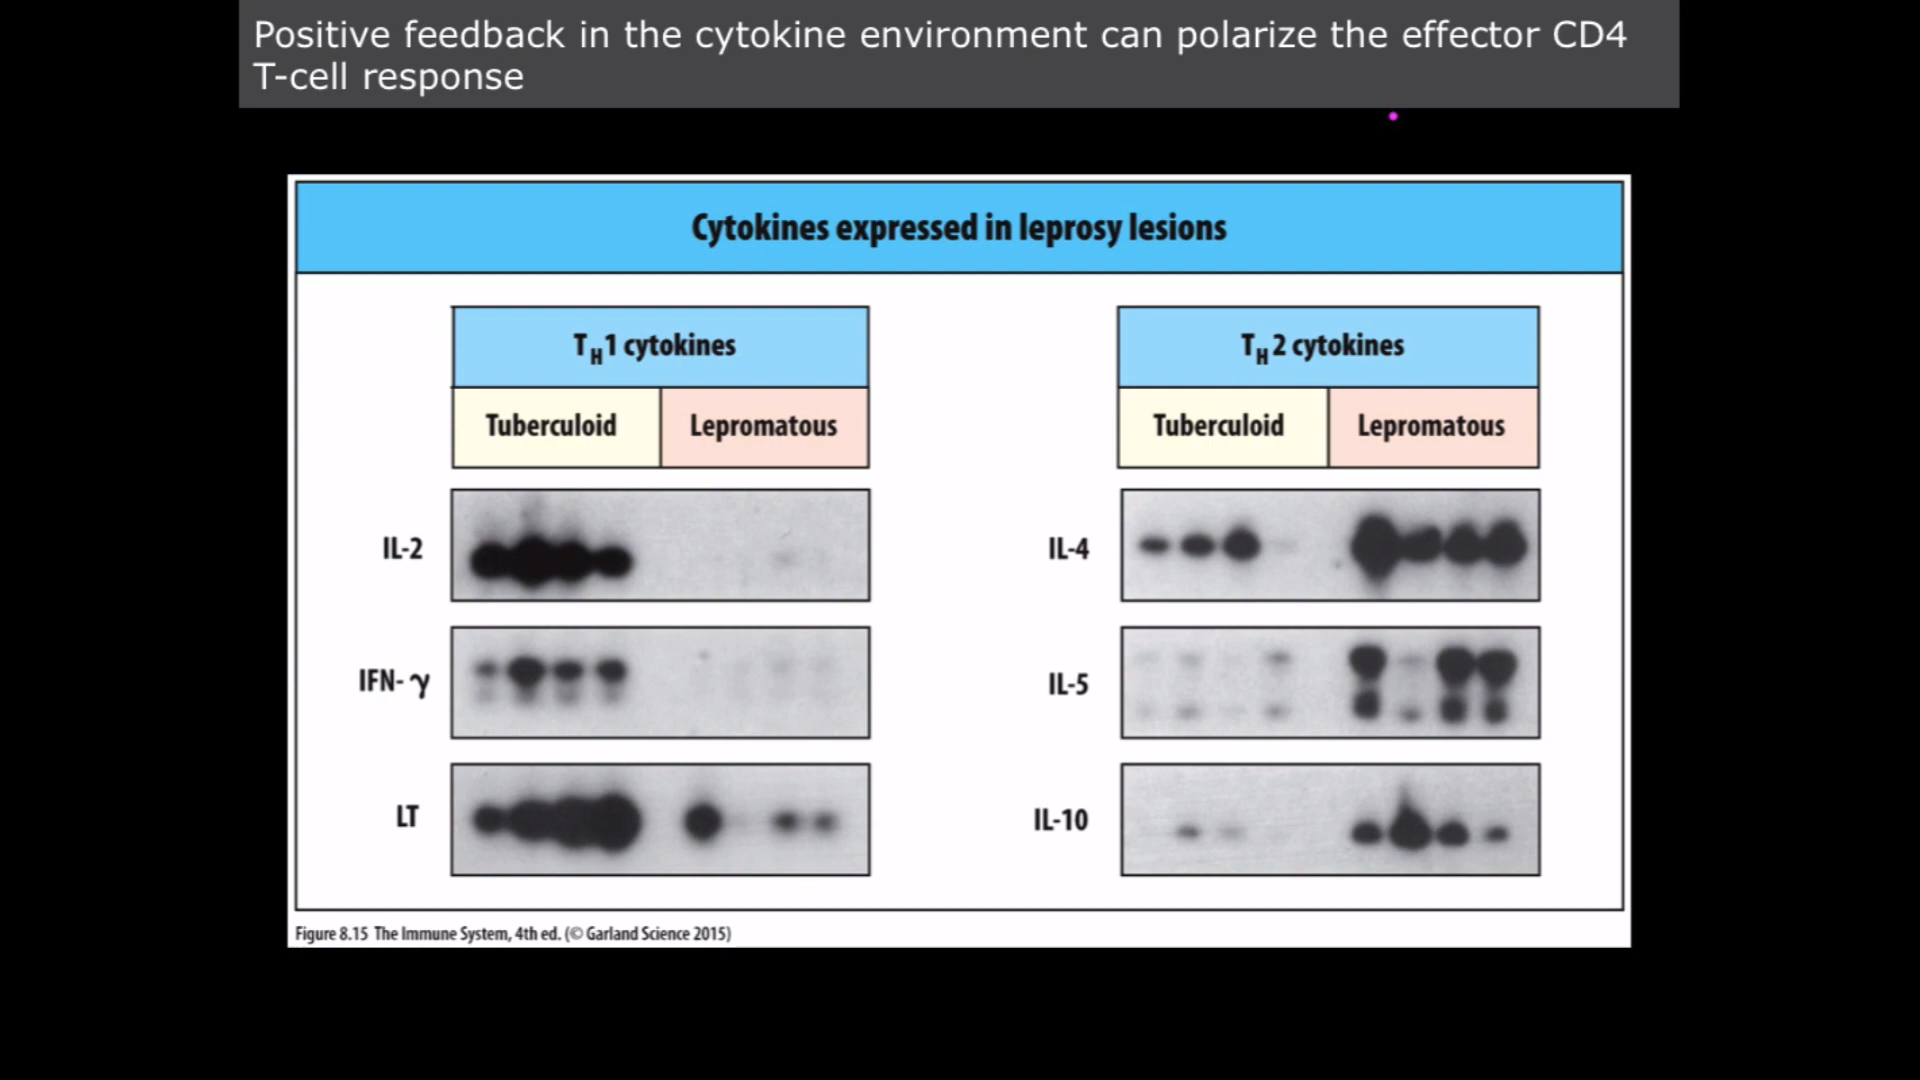 Positive feedback in the cytokine environment can polarize the effector CD4
T-cell response
Cytokines expressed in leprosy lesions
TH1 cytokines
Tuberculoid
Lepromatous
IL-2
IFN-γ
LT
TH2 cytokines
Tuberculoid
Lepromatous
IL-4
IL-5
IL-10
Figure 8.15 The Immune System, 4th ed. (© Garland Science 2015)